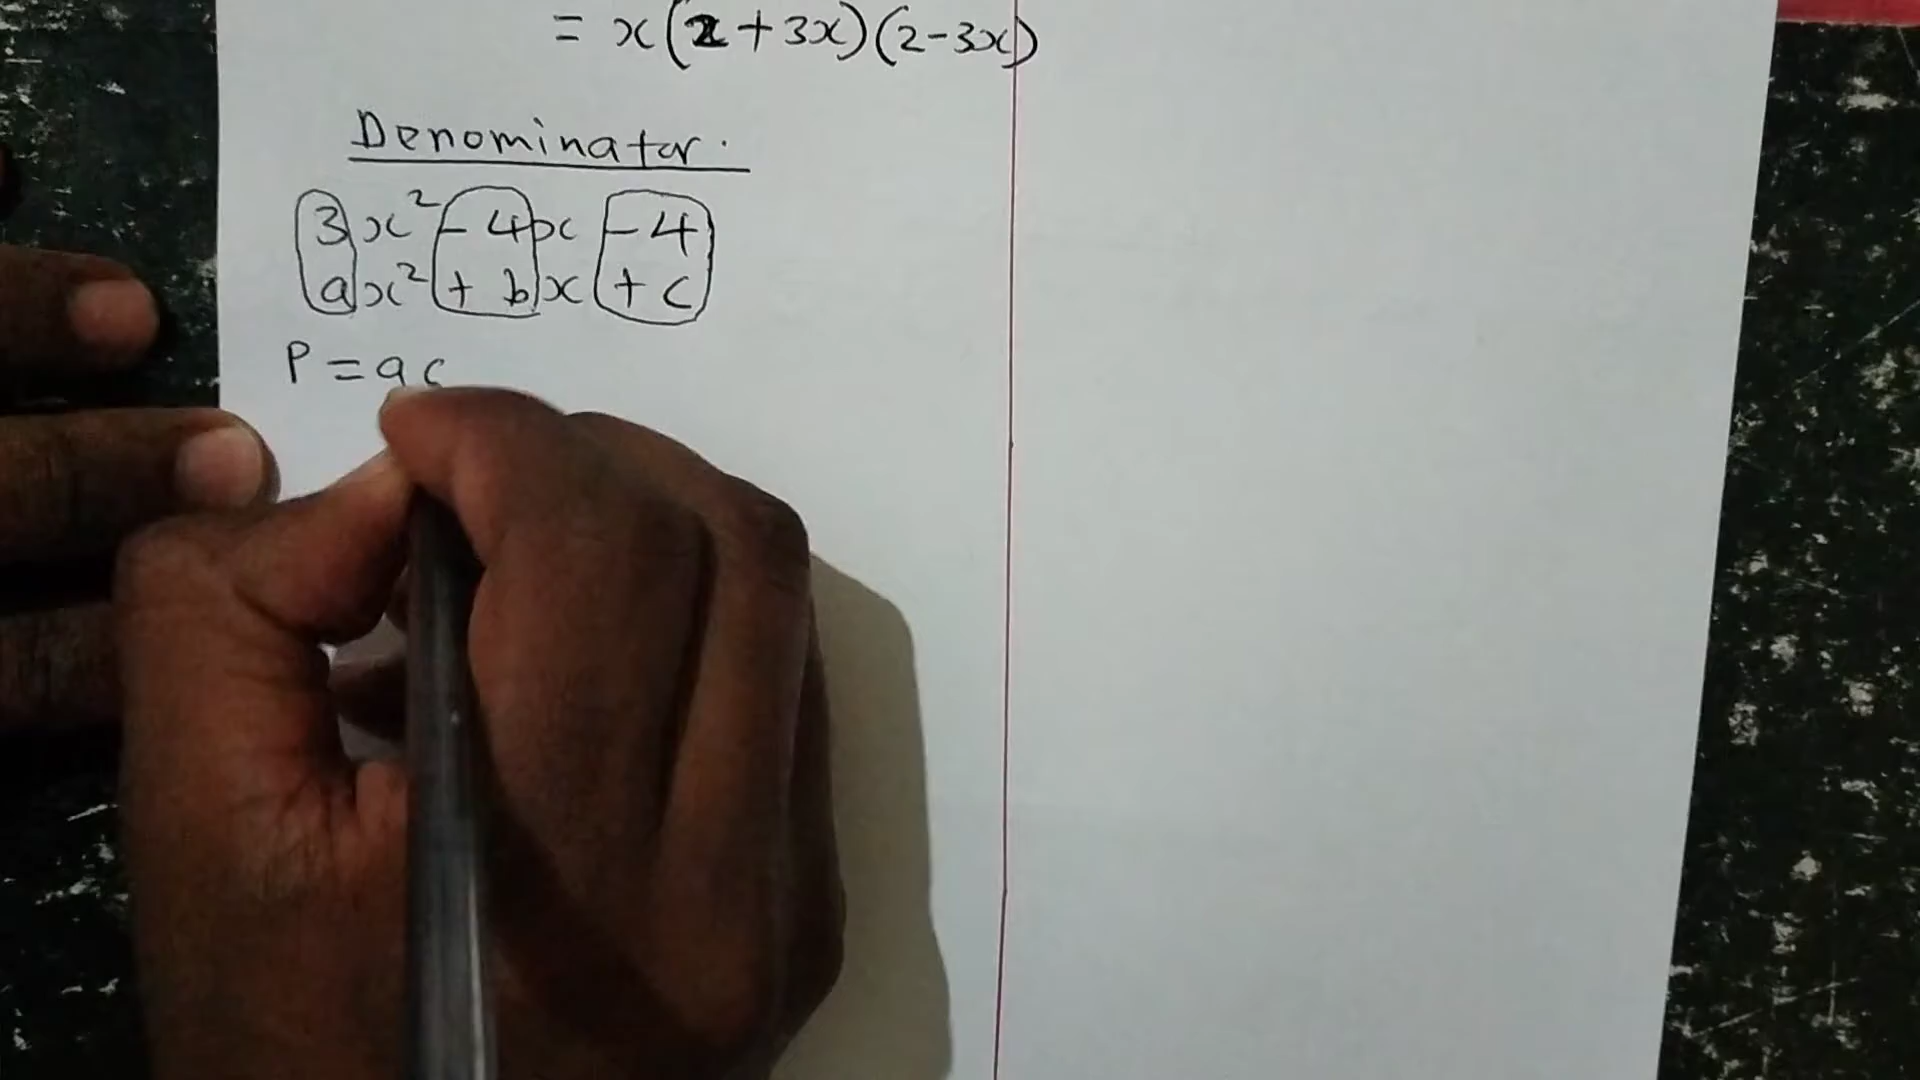 = x(2+3x)(2-3x)
Denominator.
3x² - 4x - 4
ax² + bx + c
P = ac